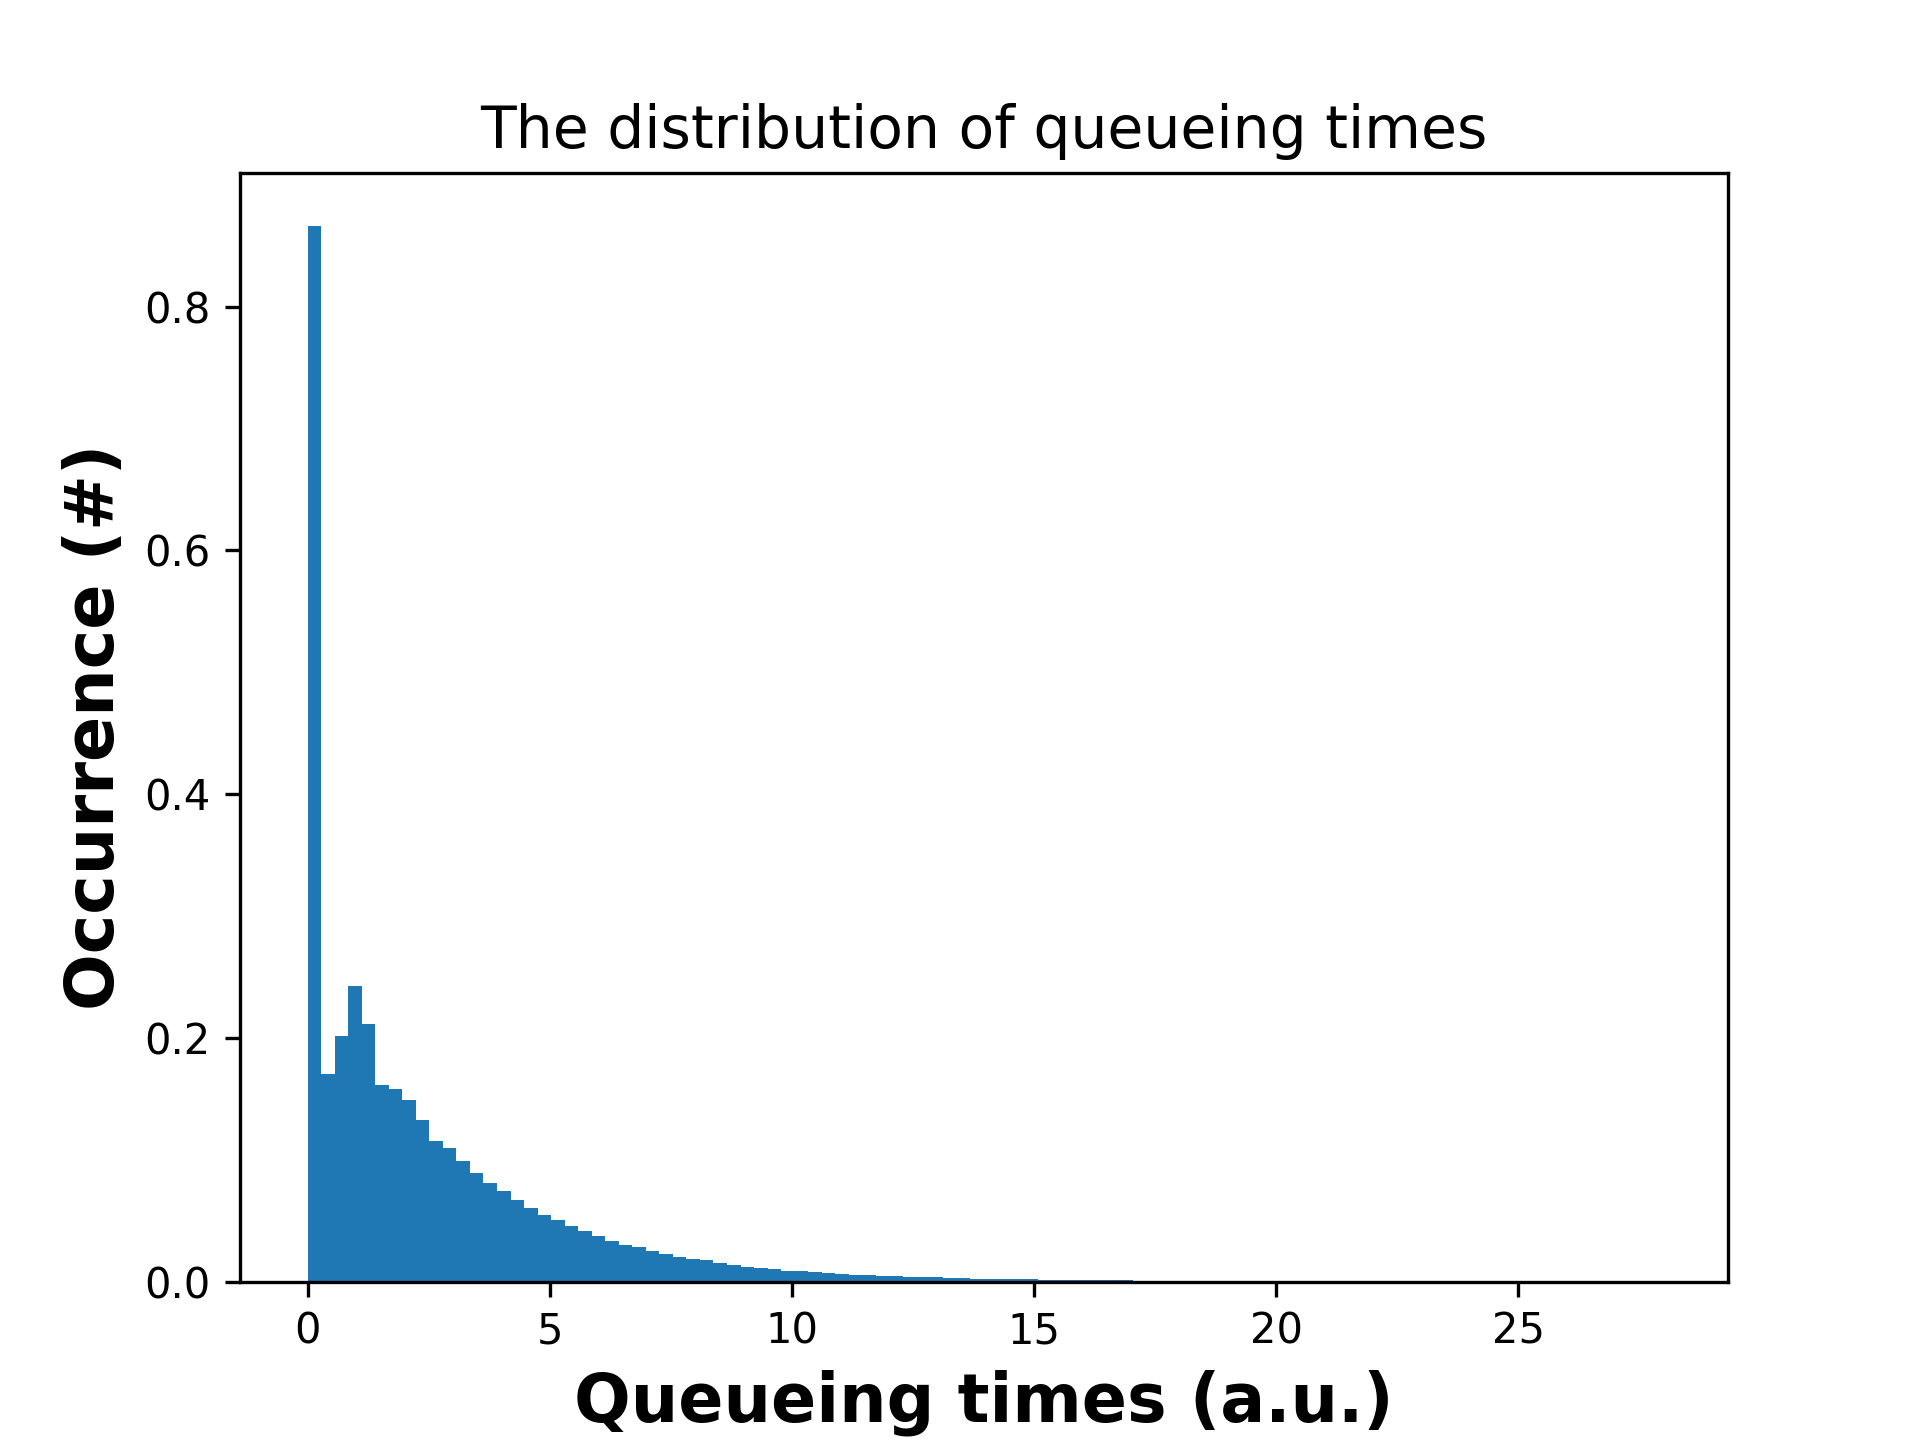 The distribution of queueing times
Occurrence (#)
0.8
0.6
0.4
0.2
0.0
0 5 10 15 20 25
Queueing times (a.u.)